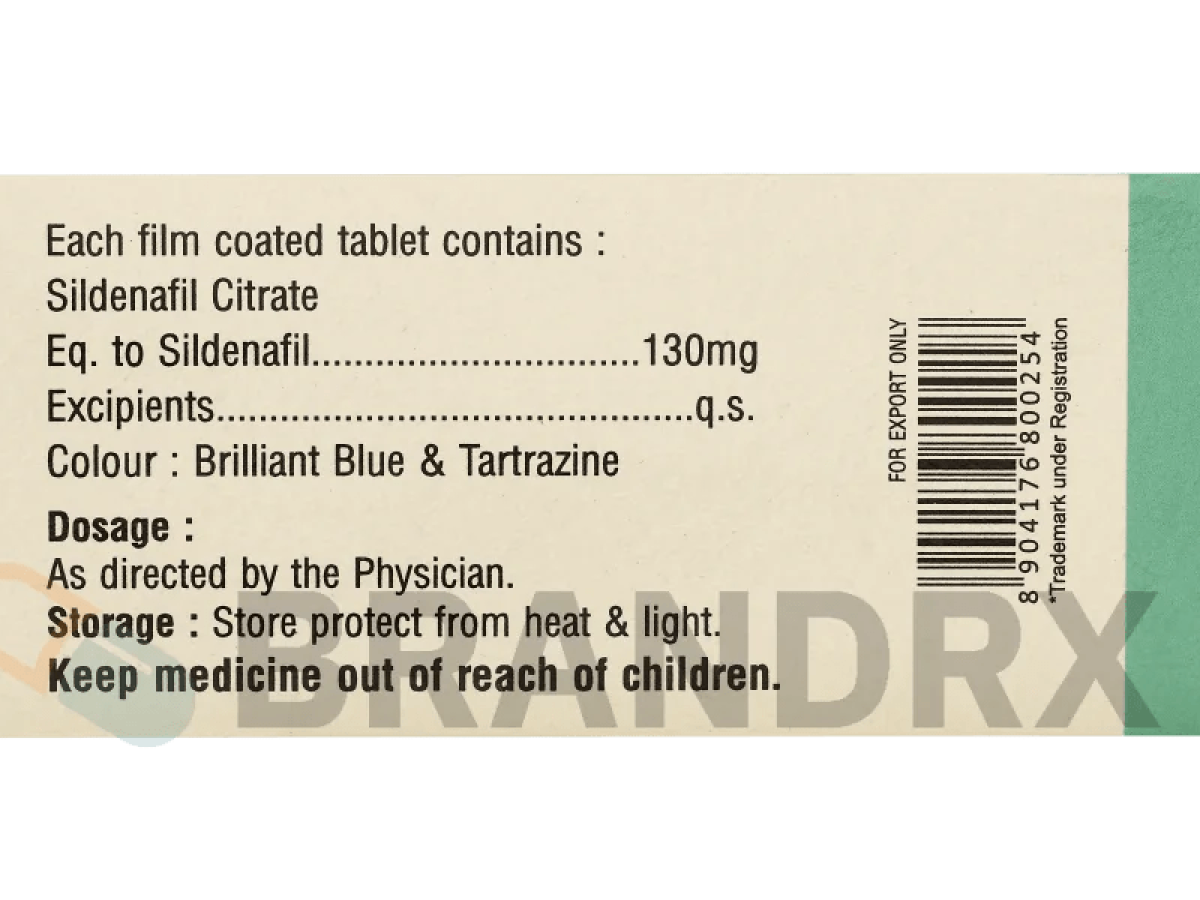 Each film coated tablet contains :
Sildenafil Citrate
Eq. to Sildenafil...............................130mg
Excipients.............................................q.s.
Colour : Brilliant Blue & Tartrazine
Dosage :
As directed by the Physician.
Storage : Store protect from heat & light.
Keep medicine out of reach of children.
BRANDRX
FOR EXPORT ONLY
8 904176 800254
*Trademark under Registration